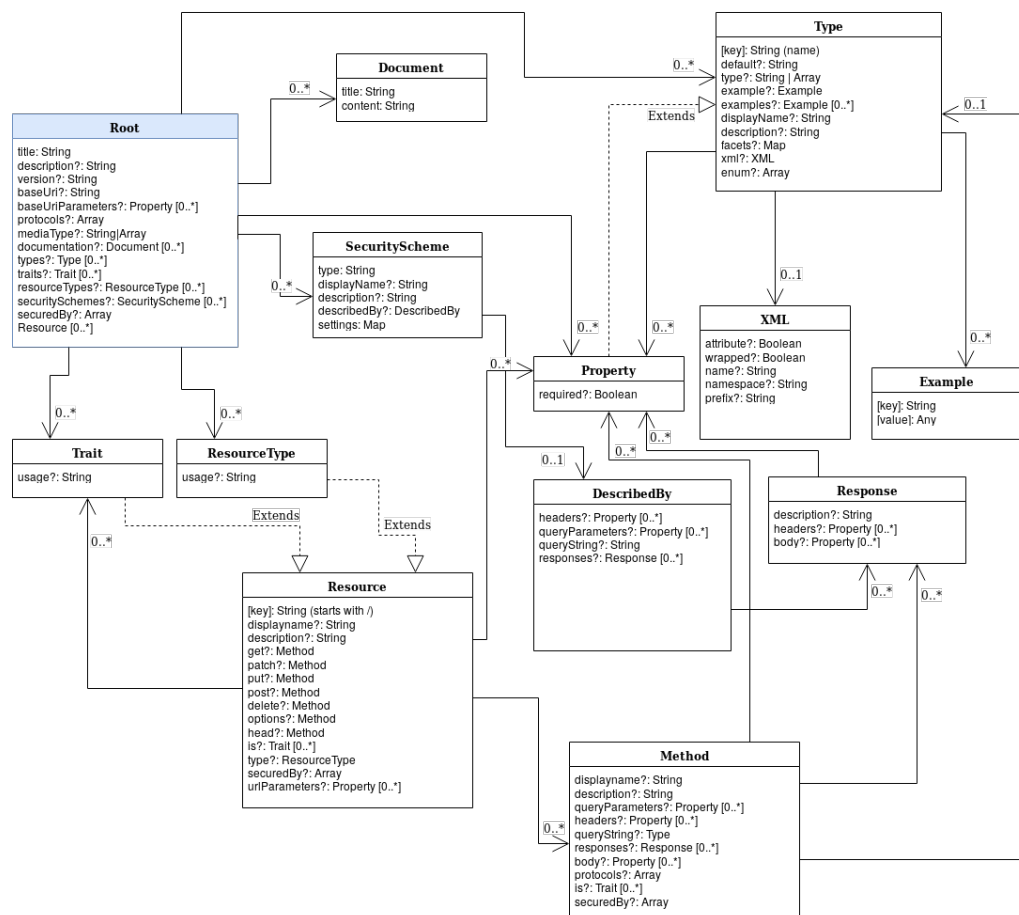 Type
[key]: String (name)
default?: String
type?: String | Array
example?: Example
examples?: Example [0..*]
displayName?: String
description?: String
facets?: Map
xml?: XML
enum?: Array
0..*
Extends
0..1
Document
title: String
content: String
0..*
Root
title: String
description?: String
version?: String
baseUri?: String
baseUriParameters?: Property [0..*]
protocols?: Array
mediaType?: String|Array
documentation?: Document [0..*]
types?: Type [0..*]
traits?: Trait [0..*]
resourceTypes?: ResourceType [0..*]
securitySchemes?: SecurityScheme [0..*]
securedBy?: Array
Resource [0..*]
SecurityScheme
type: String
displayName?: String
description?: String
describedBy?: DescribedBy
settings: Map
0..*
0..1
XML
attribute?: Boolean
wrapped?: Boolean
name?: String
namespace?: String
prefix?: String
0..*
0..*
0..*
0..*
Property
required?: Boolean
Example
[key]: String
[value]: Any
0..*
0..*
Trait
usage?: String
ResourceType
usage?: String
0..*
0..*
0..1
DescribedBy
headers?: Property [0..*]
queryParameters?: Property [0..*]
queryString?: String
responses?: Response [0..*]
Response
description?: String
headers?: Property [0..*]
body?: Property [0..*]
Extends
Extends
0..*
0..*
0..*
Resource
[key]: String (starts with /)
displayname?: String
description?: String
get?: Method
patch?: Method
put?: Method
post?: Method
delete?: Method
options?: Method
head?: Method
is?: Trait [0..*]
type?: ResourceType
securedBy?: Array
urlParameters?: Property [0..*]
0..*
Method
displayname?: String
description?: String
queryParameters?: Property [0..*]
headers?: Property [0..*]
queryString?: Type
responses?: Response [0..*]
body?: Property [0..*]
protocols?: Array
is?: Trait [0..*]
securedBy?: Array